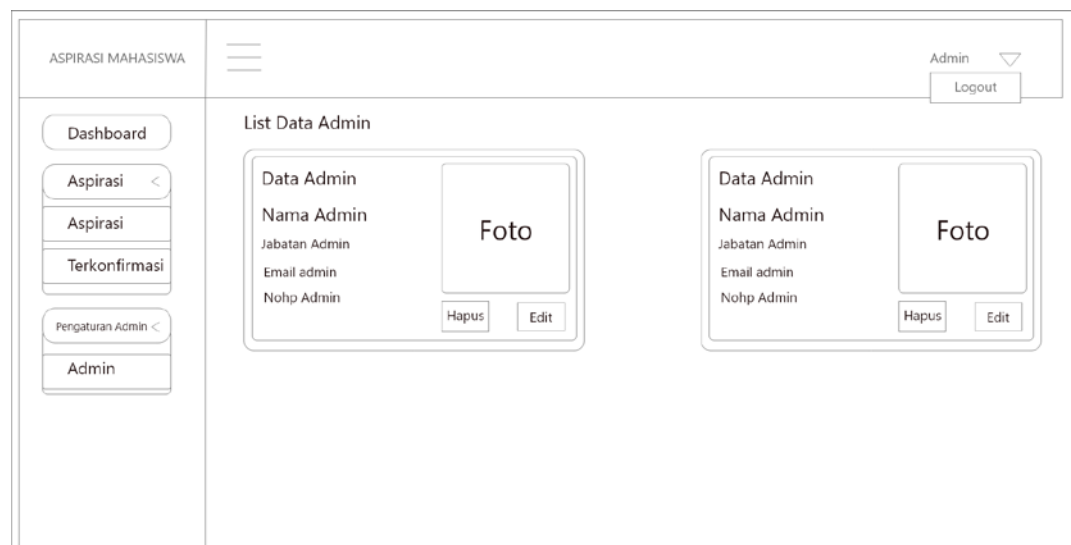 ASPIRASI MAHASISWA
Admin
Logout
Dashboard
Aspirasi <
Aspirasi
Terkonfirmasi
Pengaturan Admin <
Admin
List Data Admin
Data Admin
Nama Admin
Jabatan Admin
Email admin
Nohp Admin
Foto
Hapus
Edit
Data Admin
Nama Admin
Jabatan Admin
Email admin
Nohp Admin
Foto
Hapus
Edit